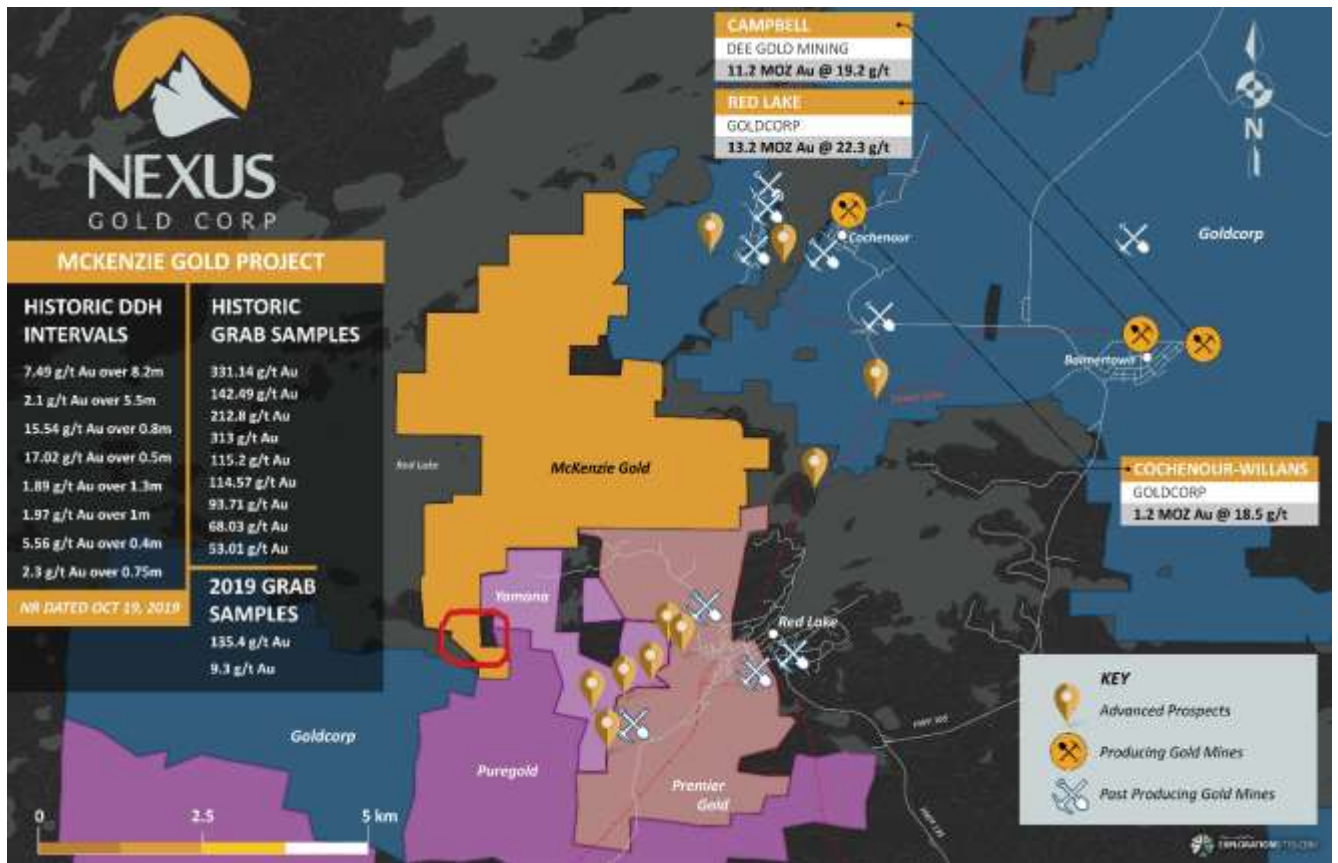 NEXUS
GOLD CORP
MCKENZIE GOLD PROJECT
HISTORIC DDH
INTERVALS
7.49 g/t Au over 8.2m
2.1 g/t Au over 5.5m
15.54 g/t Au over 0.8m
17.02 g/t Au over 0.5m
1.89 g/t Au over 1.3m
1.97 g/t Au over 1m
5.56 g/t Au over 0.4m
2.3 g/t Au over 0.75m
NR DATED OCT 19, 2019
HISTORIC
GRAB SAMPLES
331.14 g/t Au
142.49 g/t Au
212.8 g/t Au
313 g/t Au
115.2 g/t Au
114.57 g/t Au
93.71 g/t Au
68.03 g/t Au
53.01 g/t Au
2019 GRAB
SAMPLES
135.4 g/t Au
9.3 g/t Au
CAMPBELL
DEE GOLD MINING
11.2 MOZ Au @ 19.2 g/t
RED LAKE
GOLDCORP
13.2 MOZ Au @ 22.3 g/t
N
Cochenour
Goldcorp
Balmertown
Red Lake
McKenzie Gold
COCHENOUR-WILLANS
GOLDCORP
1.2 MOZ Au @ 18.5 g/t
Yamana
Red Lake
Goldcorp
Puregold
Premier
Gold
HWY 105
KEY
Advanced Prospects
Producing Gold Mines
Past Producing Gold Mines
0
2.5
5 km